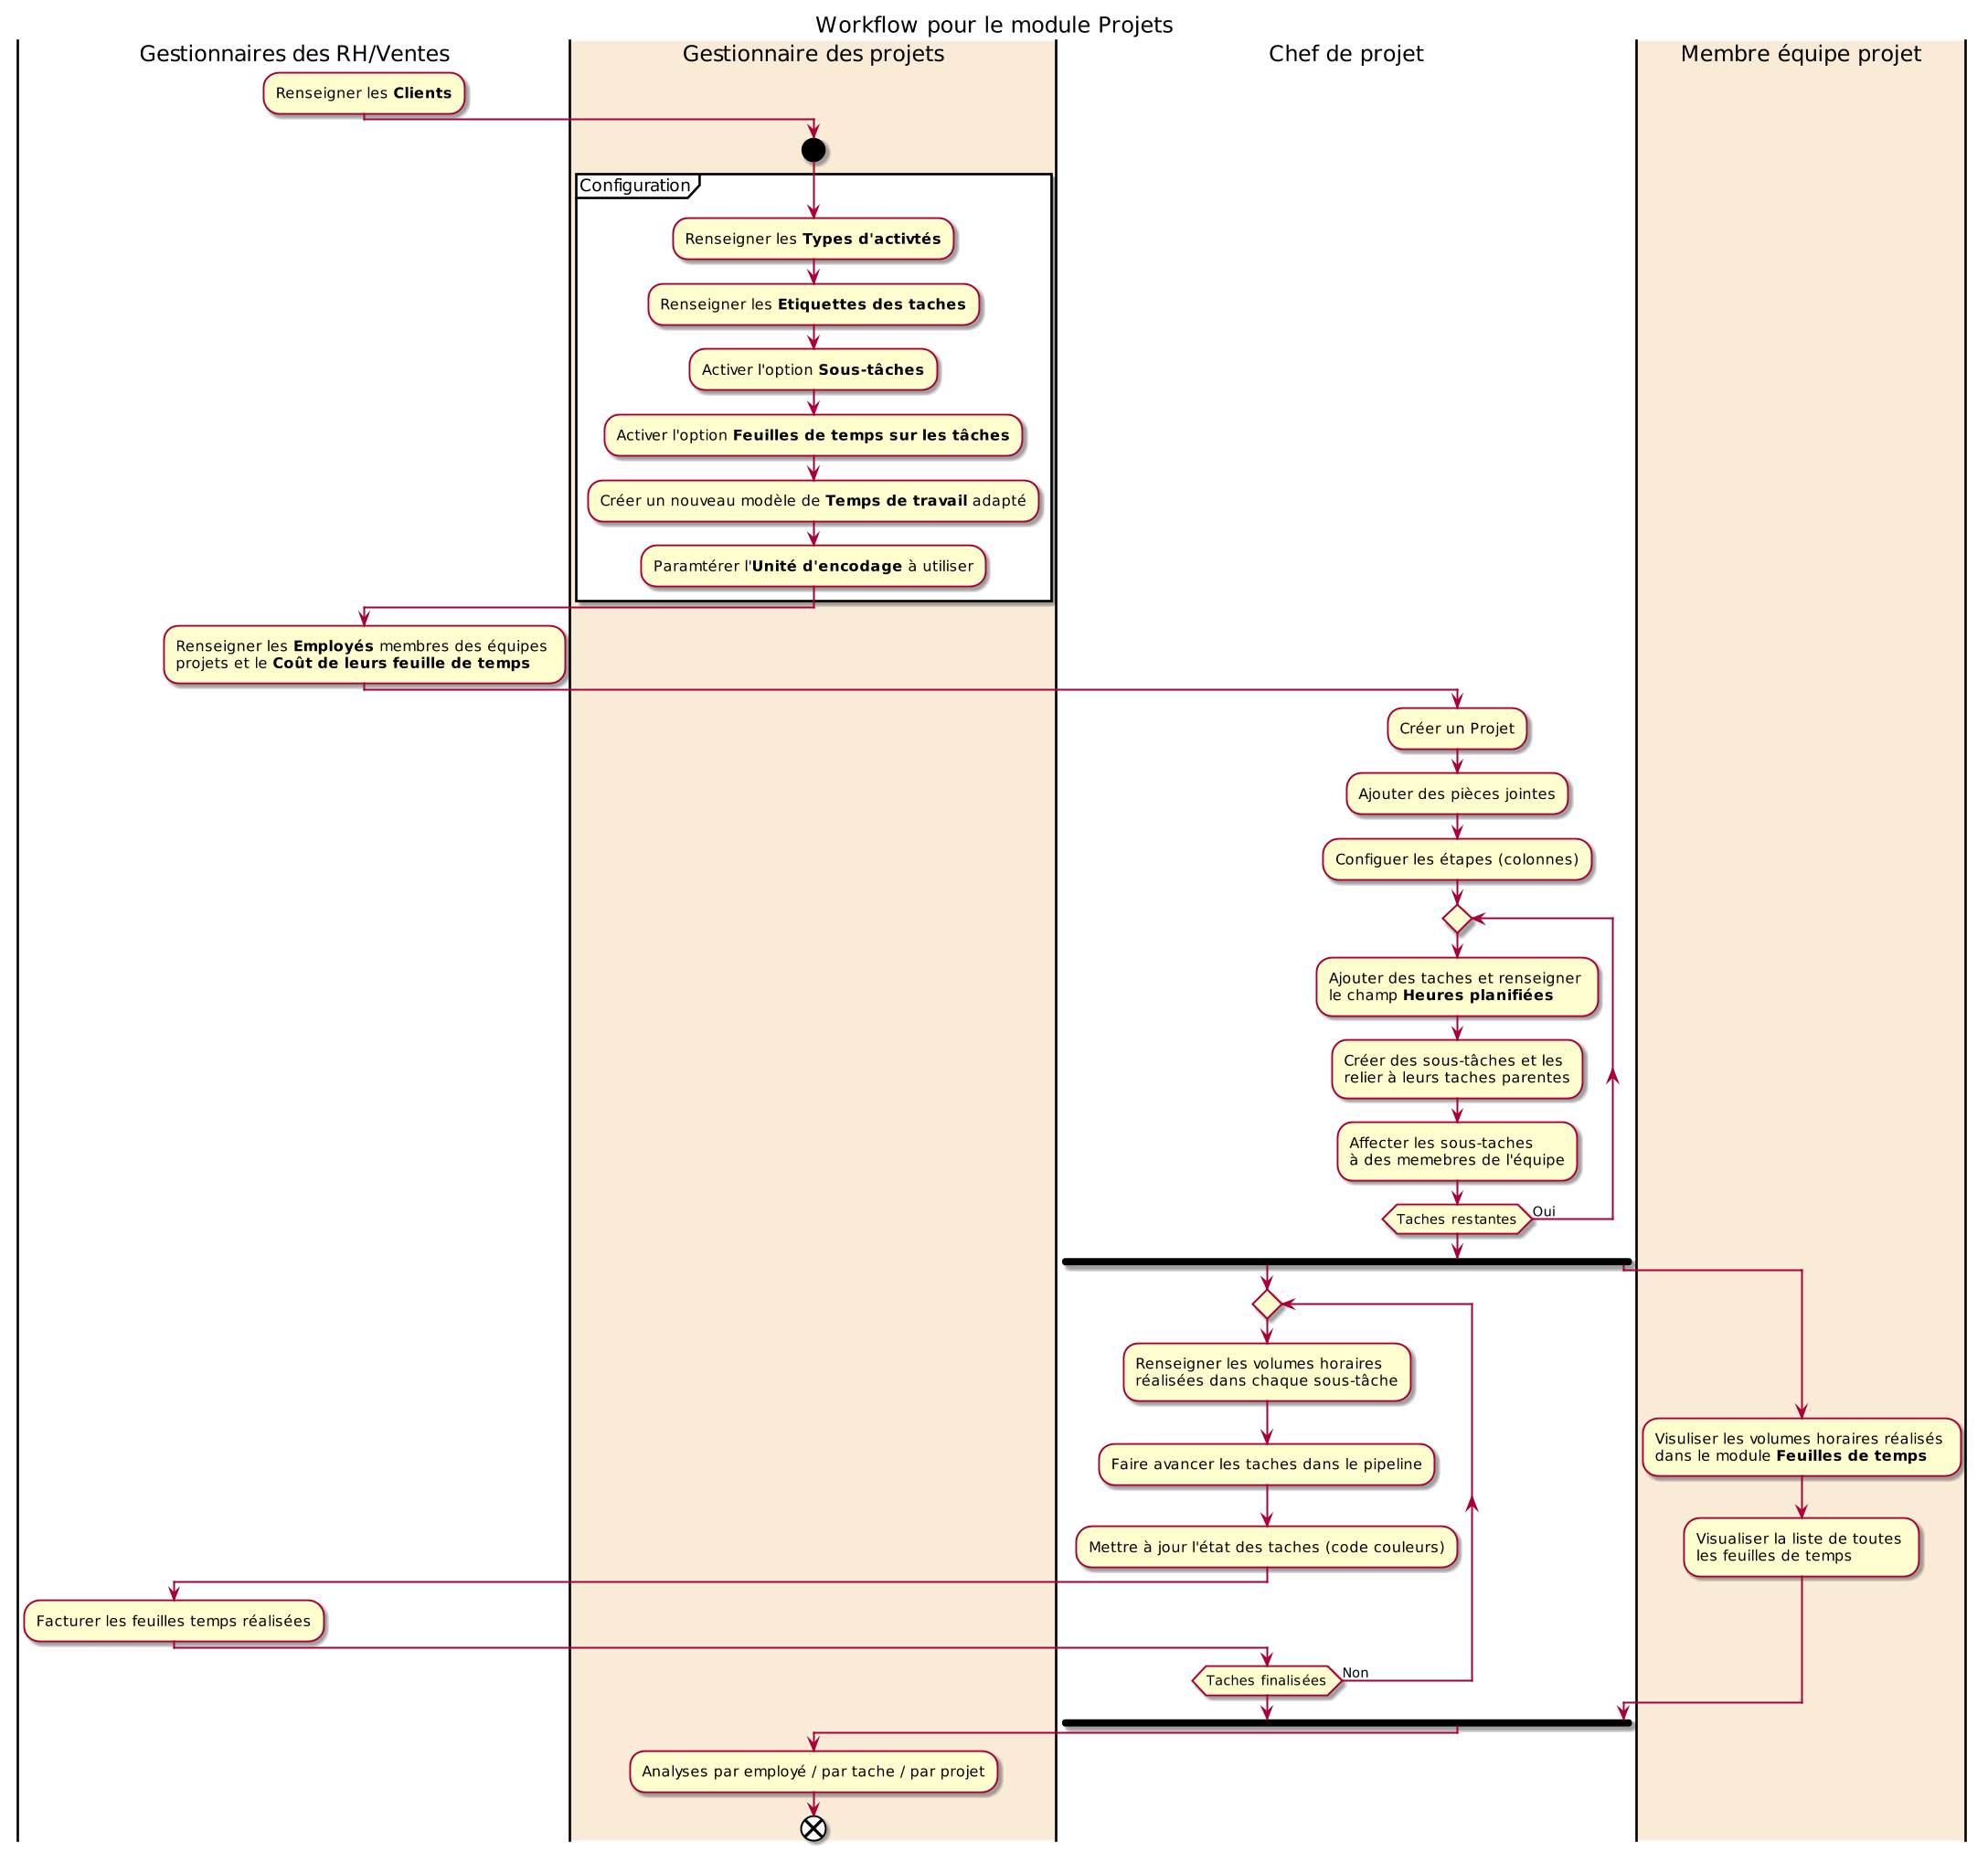 Workflow pour le module Projets
Gestionnaires des RH/Ventes
Gestionnaire des projets
Chef de projet
Membre équipe projet
Renseigner les Clients
Configuration
Renseigner les Types d'activtés
Renseigner les Etiquettes des taches
Activer l'option Sous-tâches
Activer l'option Feuilles de temps sur les tâches
Créer un nouveau modèle de Temps de travail adapté
Paramtérer l'Unité d'encodage à utiliser
Renseigner les Employés membres des équipes
projets et le Coût de leurs feuille de temps
Créer un Projet
Ajouter des pièces jointes
Configuer les étapes (colonnes)
Ajouter des taches et renseigner
le champ Heures planifiées
Créer des sous-tâches et les
relier à leurs taches parentes
Affecter les sous-taches
à des memebres de l'équipe
Taches restantes
Oui
Renseigner les volumes horaires
réalisées dans chaque sous-tâche
Visuliser les volumes horaires réalisés
dans le module Feuilles de temps
Faire avancer les taches dans le pipeline
Visualiser la liste de toutes
les feuilles de temps
Mettre à jour l'état des taches (code couleurs)
Facturer les feuilles temps réalisées
Taches finalisées
Non
Analyses par employé / par tache / par projet